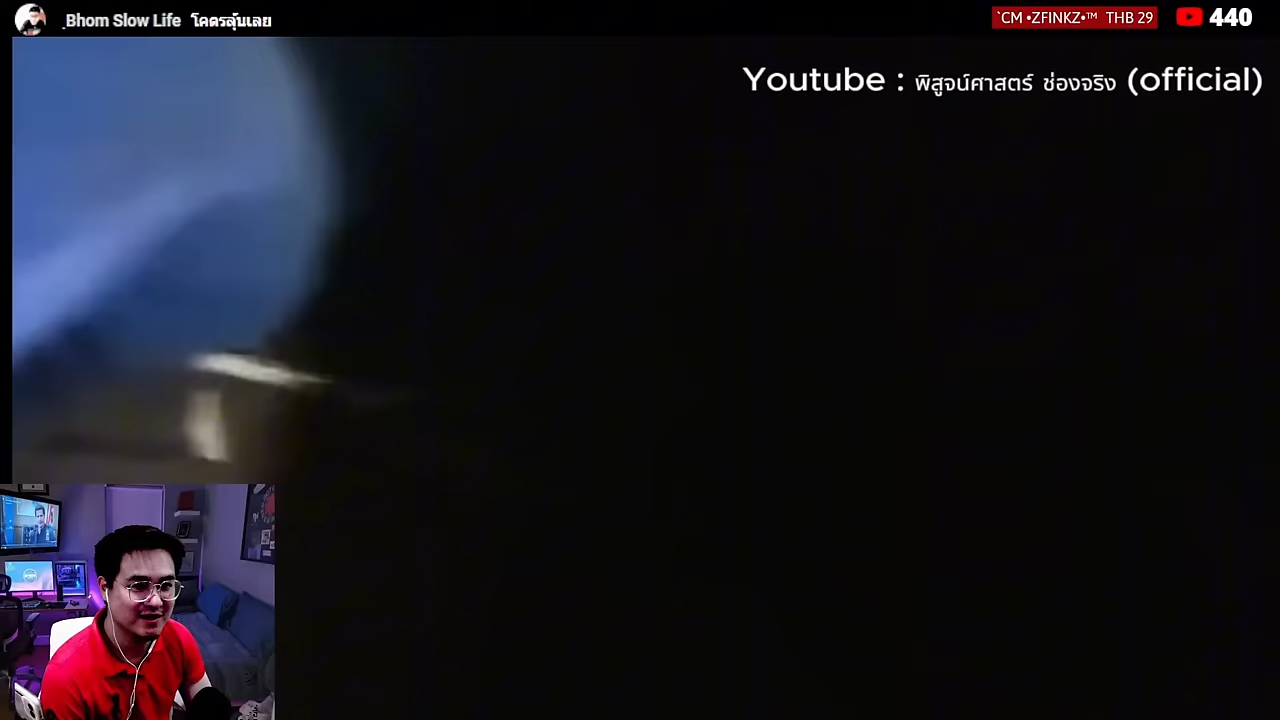 _Bhom Slow Life โคตรลุ้นเลย
`CM •ZFINKZ•™ THB 29
440
Youtube : พิสูจน์ศาสตร์ ช่องจริง (official)